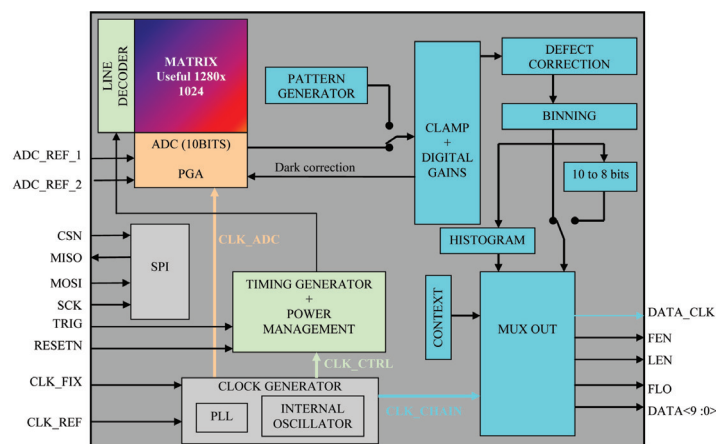 LINE
DECODER
MATRIX
Useful 1280x
1024
ADC (10BITS)
PGA
PATTERN
GENERATOR
CLAMP
+
DIGITAL
GAINS
DEFECT
CORRECTION
BINNING
10 to 8 bits
Dark correction
HISTOGRAM
ADC_REF_1
ADC_REF_2
CSN
MISO
MOSI
SCK
TRIG
RESETN
CLK_FIX
CLK_REF
SPI
CLK_ADC
TIMING GENERATOR
+
POWER
MANAGEMENT
CLK_CTRL
CLOCK GENERATOR
PLL
INTERNAL
OSCILLATOR
CLK_CHAIN
CONTEXT
MUX OUT
DATA_CLK
FEN
LEN
FLO
DATA<9 :0>